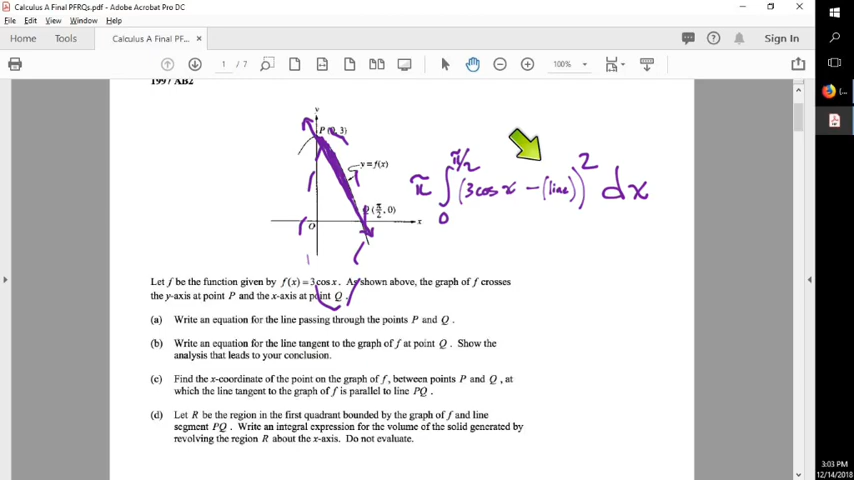 Calculus A Final PFRQs.pdf - Adobe Acrobat Pro DC
File Edit View Window Help
Home Tools Calculus A Final PF... × Sign In
1 / 7 100%
1997 AB2
P (0, 3)
y = f(x)
Q (π/2, 0)
O x
π ∫ 0 π/2 (3cos x - (line))² dx
Let f be the function given by f(x) = 3cos x. As shown above, the graph of f crosses
the y-axis at point P and the x-axis at point Q.
(a) Write an equation for the line passing through the points P and Q.
(b) Write an equation for the line tangent to the graph of f at point Q. Show the
analysis that leads to your conclusion.
(c) Find the x-coordinate of the point on the graph of f, between points P and Q, at
which the line tangent to the graph of f is parallel to line PQ.
(d) Let R be the region in the first quadrant bounded by the graph of f and line
segment PQ. Write an integral expression for the volume of the solid generated by
revolving the region R about the x-axis. Do not evaluate.
3:03 PM
12/14/2018